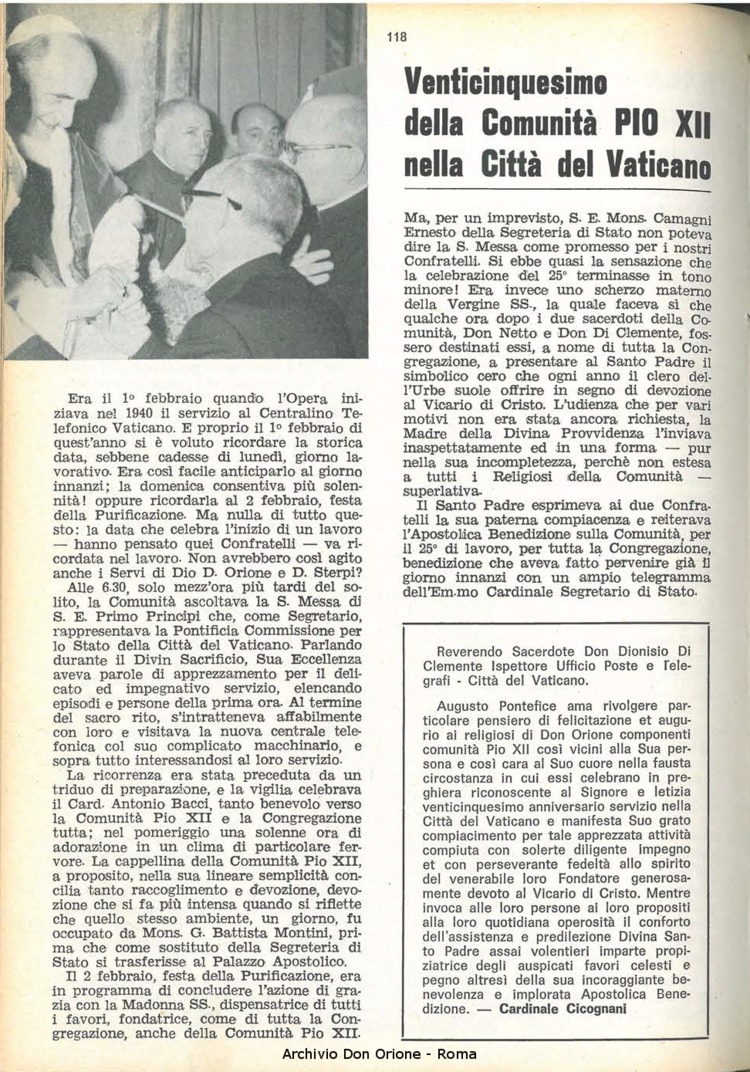 118
Venticinquesimo
della Comunità PIO XII
nella Città del Vaticano
Era il 1º febbraio quando l'Opera ini-
ziava nel 1940 il servizio al Centralino Te-
lefonico Vaticano. E proprio il 1º febbraio di
quest'anno si è voluto ricordare la storica
data, sebbene cadesse di lunedì, giorno la-
vorativo. Era così facile anticiparlo al giorno
innanzi; la domenica consentiva più solen-
nità! oppure ricordarla al 2 febbraio, festa
della Purificazione. Ma nulla di tutto que-
sto: la data che celebra l'inizio di un lavoro
— hanno pensato quei Confratelli — va ri-
cordata nel lavoro. Non avrebbero così agito
anche i Servi di Dio D. Orione e D. Sterpi?
Alle 6.30, solo mezz'ora più tardi del so-
lito, la Comunità ascoltava la S. Messa di
S. E. Primo Principi che, come Segretario,
rappresentava la Pontificia Commissione per
lo Stato della Città del Vaticano. Parlando
durante il Divin Sacrificio, Sua Eccellenza
aveva parole di apprezzamento per il deli-
cato ed impegnativo servizio, elencando
episodi e persone della prima ora. Al termine
del sacro rito, s'intratteneva affabilmente
con loro e visitava la nuova centrale tele-
fonica col suo complicato macchinario, e
sopra tutto interessandosi al loro servizio.
La ricorrenza era stata preceduta da un
triduo di preparazione, e la vigilia celebrava
il Card. Antonio Bacci, tanto benevolo verso
la Comunità Pio XII e la Congregazione
tutta; nel pomeriggio una solenne ora di
adorazione in un clima di particolare fer-
vore. La cappellina della Comunità Pio XII,
a proposito, nella sua lineare semplicità con-
cilia tanto raccoglimento e devozione, devo-
zione che si fa più intensa quando si riflette
che quello stesso ambiente, un giorno, fu
occupato da Mons. G. Battista Montini, pri-
ma che come sostituto della Segreteria di
Stato si trasferisse al Palazzo Apostolico.
Il 2 febbraio, festa della Purificazione, era
in programma di concludere l'azione di gra-
zia con la Madonna SS., dispensatrice di tutti
i favori, fondatrice, come di tutta la Con-
gregazione, anche della Comunità Pio XII.
Ma, per un imprevisto, S. E. Mons. Camagni
Ernesto della Segreteria di Stato non poteva
dire la S. Messa come promesso per i nostri
Confratelli. Si ebbe quasi la sensazione che
la celebrazione del 25° terminasse in tono
minore! Era invece uno scherzo materno
della Vergine SS., la quale faceva sì che
qualche ora dopo i due sacerdoti della Co-
munità, Don Netto e Don Di Clemente, fos-
sero destinati essi, a nome di tutta la Con-
gregazione, a presentare al Santo Padre il
simbolico cero che ogni anno il clero del-
l'Urbe suole offrire in segno di devozione
al Vicario di Cristo. L'udienza che per vari
motivi non era stata ancora richiesta, la
Madre della Divina Provvidenza l'inviava
inaspettatamente ed in una forma — pur
nella sua incompletezza, perchè non estesa
a tutti i Religiosi della Comunità —
superlativa.
Il Santo Padre esprimeva ai due Confra-
telli la sua paterna compiacenza e reiterava
l'Apostolica Benedizione sulla Comunità, per
il 25° di lavoro, per tutta la Congregazione,
benedizione che aveva fatto pervenire già il
giorno innanzi con un ampio telegramma
dell'Em.mo Cardinale Segretario di Stato.
Reverendo Sacerdote Don Dionisio Di
Clemente Ispettore Ufficio Poste e Tele-
grafi - Città del Vaticano.
Augusto Pontefice ama rivolgere par-
ticolare pensiero di felicitazione et augu-
rio ai religiosi di Don Orione componenti
comunità Pio XII così vicini alla Sua per-
sona e così cara al Suo cuore nella fausta
circostanza in cui essi celebrano in pre-
ghiera riconoscente al Signore e letizia
venticinquesimo anniversario servizio nella
Città del Vaticano e manifesta Suo grato
compiacimento per tale apprezzata attività
compiuta con solerte diligente impegno
et con perseverante fedeltà allo spirito
del venerabile loro Fondatore generosa-
mente devoto al Vicario di Cristo. Mentre
invoca alle loro persone ai loro propositi
alla loro quotidiana operosità il conforto
dell'assistenza e predilezione Divina San-
to Padre assai volentieri imparte propi-
ziatrice degli auspicati favori celesti e
pegno altresì della sua incoraggiante be-
nevolenza e implorata Apostolica Bene-
dizione. — Cardinale Cicognani
Archivio Don Orione - Roma